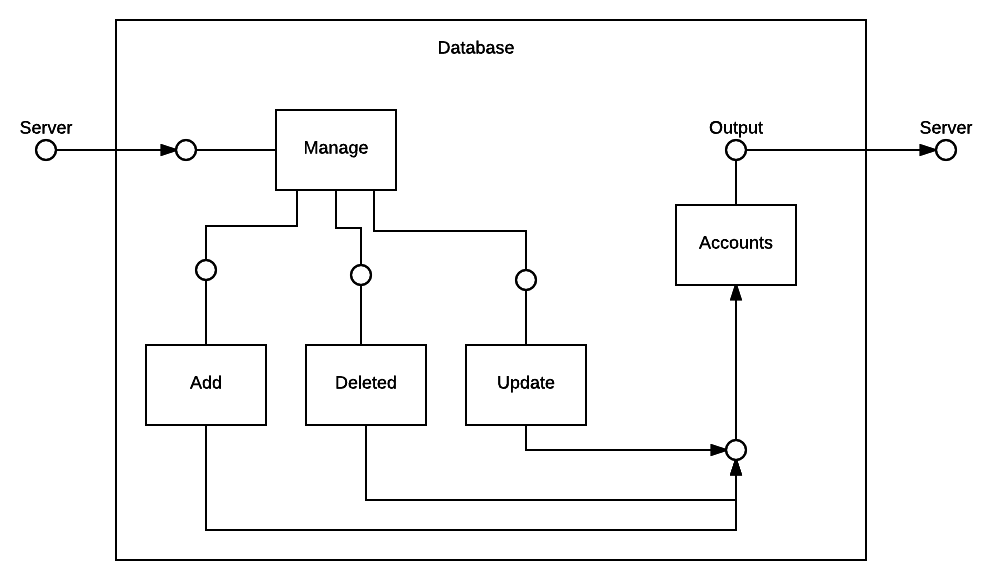 Database
Server
Manage
Output
Server
Accounts
Add
Deleted
Update